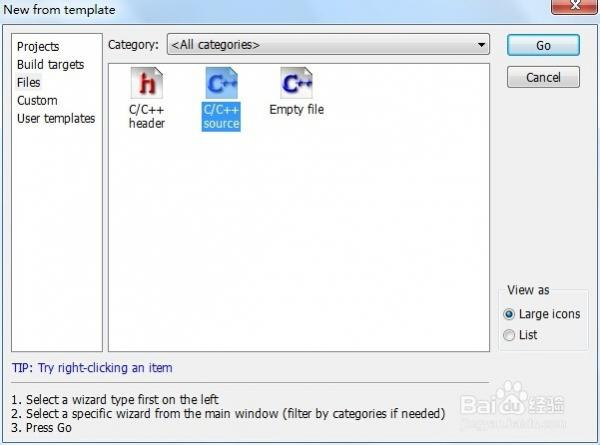 New from template
Projects
Build targets
Files
Custom
User templates
Category:
<All categories>
Go
Cancel
h
C/C++
header
C++
C/C++
source
C++
Empty file
View as
Large icons
List
TIP: Try right-clicking an item
1. Select a wizard type first on the left
2. Select a specific wizard from the main window (filter by categories if needed)
3. Press Go
Baidu 经验
jingyan.baidu.com